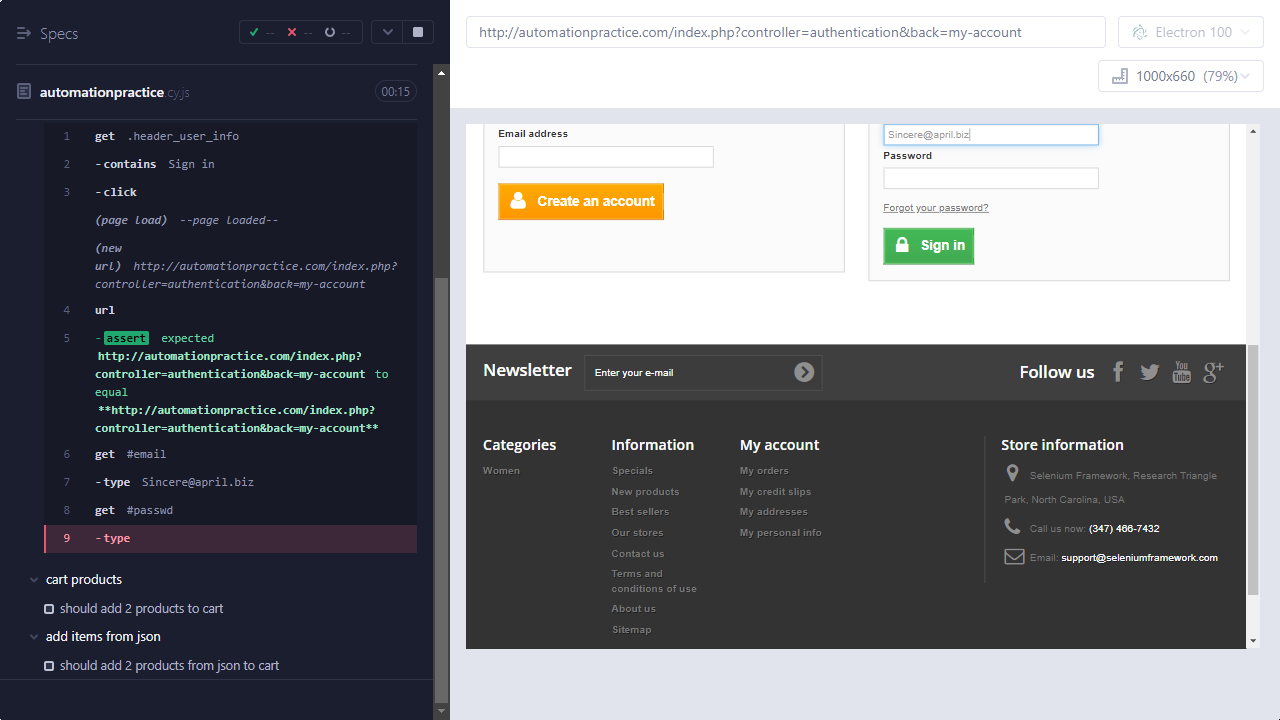 Specs
--
--
--
automationpractice.cy.js
00:15
1 get .header_user_info
2 -contains Sign in
3 -click
(page load) --page loaded--
(new
url) http://automationpractice.com/index.php?
controller=authentication&back=my-account
4 url
5 -assert expected
http://automationpractice.com/index.php?
controller=authentication&back=my-account to
equal
**http://automationpractice.com/index.php?
controller=authentication&back=my-account**
6 get #email
7 -type Sincere@april.biz
8 get #passwd
9 -type
cart products
should add 2 products to cart
add items from json
should add 2 products from json to cart
http://automationpractice.com/index.php?controller=authentication&back=my-account
Electron 100
1000x660 (79%)
Email address
Create an account
Sincere@april.biz
Password
Forgot your password?
Sign in
Newsletter
Enter your e-mail
Follow us
You
Tube
Categories
Women
Information
Specials
New products
Best sellers
Our stores
Contact us
Terms and
conditions of use
About us
Sitemap
My account
My orders
My credit slips
My addresses
My personal info
Store information
Selenium Framework, Research Triangle
Park, North Carolina, USA
Call us now: (347) 466-7432
Email: support@seleniumframework.com